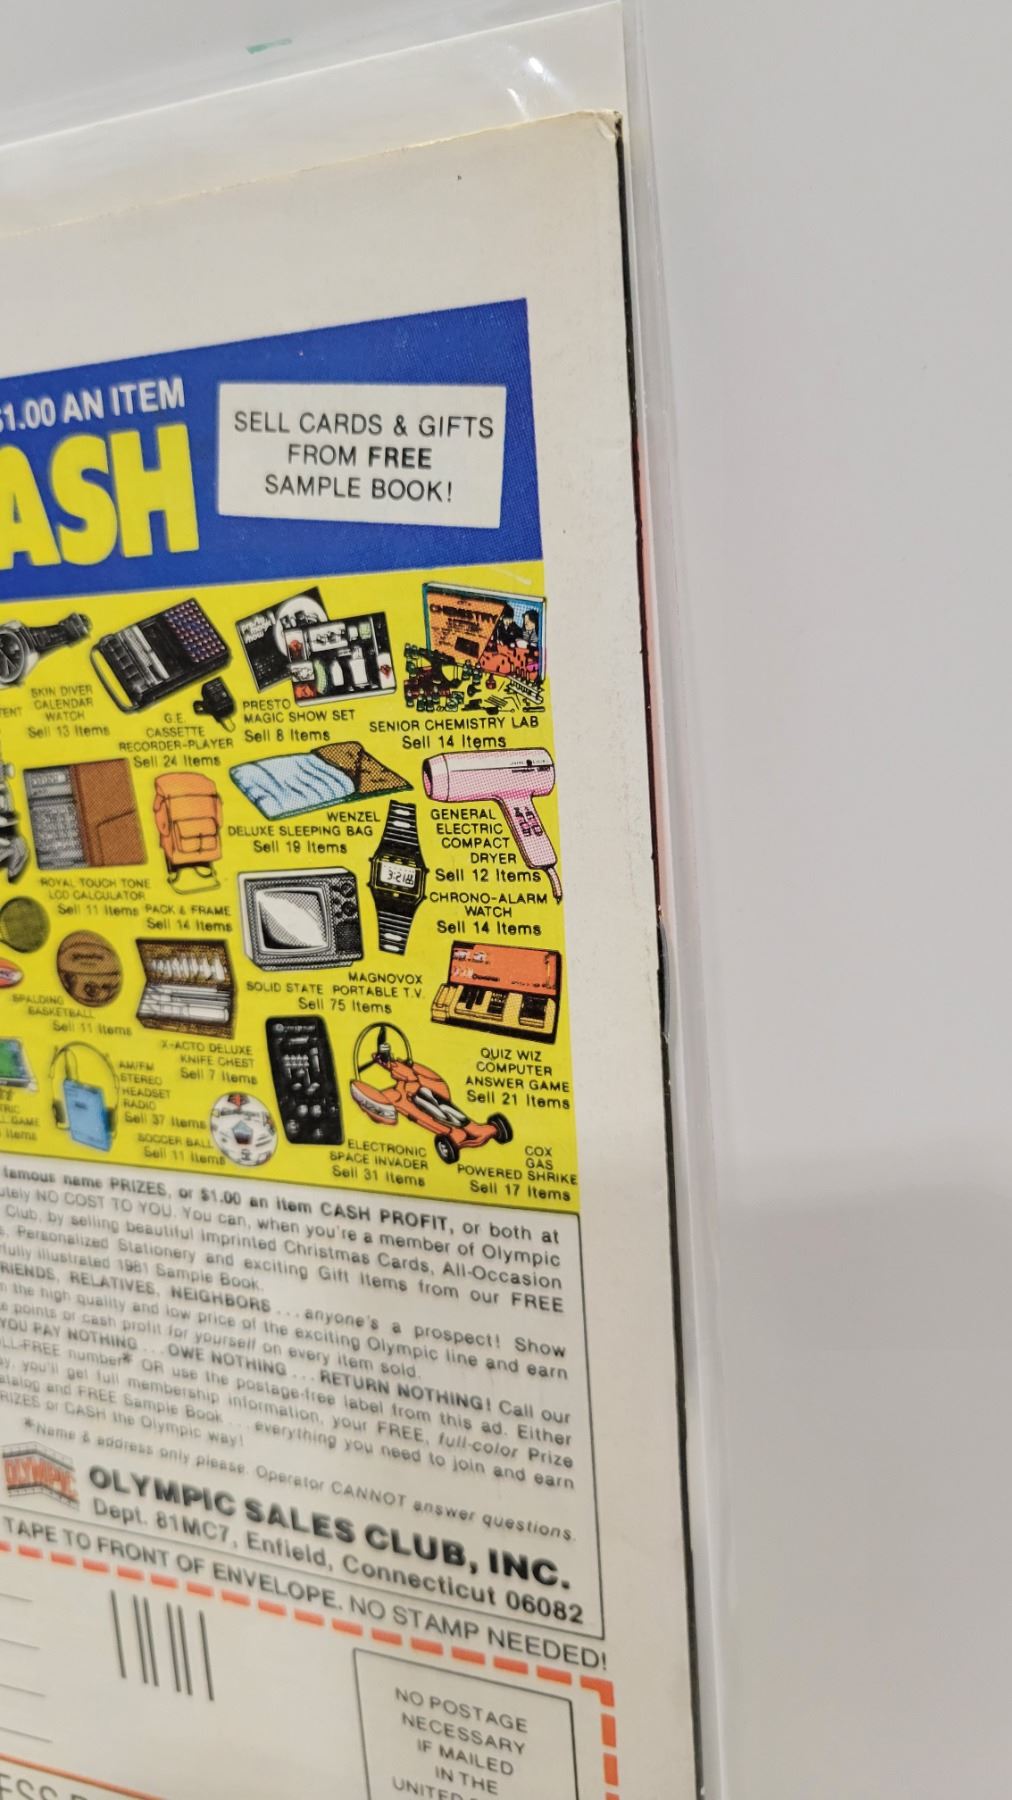 $1.00 AN ITEM
ASH
SELL CARDS & GIFTS
FROM FREE
SAMPLE BOOK!
SKIN DIVER
CALENDAR
WATCH
Sell 13 Items
G.E.
CASSETTE
RECORDER-PLAYER
Sell 24 Items
PRESTO
MAGIC SHOW SET
Sell 8 Items
CHEMISTRY
SENIOR CHEMISTRY LAB
Sell 14 Items
ROYAL TOUCH TONE
LCD CALCULATOR
Sell 11 Items
PACK & FRAME
Sell 14 Items
WENZEL
DELUXE SLEEPING BAG
Sell 19 Items
GENERAL
ELECTRIC
COMPACT
DRYER
Sell 12 Items
CHRONO-ALARM
WATCH
Sell 14 Items
SPALDING
BASKETBALL
Sell 11 Items
X-ACTO DELUXE
KNIFE CHEST
Sell 7 Items
MAGNOVOX
SOLID STATE PORTABLE T.V.
Sell 75 Items
QUIZ WIZ
COMPUTER
ANSWER GAME
Sell 21 Items
AM/FM
STEREO
HEADSET
RADIO
Sell 37 Items
SOCCER BALL
Sell 11 Items
ELECTRONIC
SPACE INVADER
Sell 31 Items
COX
GAS
POWERED SHRIKE
Sell 17 Items
famous name PRIZES, or $1.00 an item CASH PROFIT, or both at
NO COST TO YOU. You can, when you're a member of Olympic
Club, by selling beautiful Imprinted Christmas Cards, All-Occasion
Personalized Stationery and exciting Gift Items from our FREE
fully illustrated 1981 Sample Book.
FRIENDS, RELATIVES, NEIGHBORS ... anyone's a prospect! Show
the high quality and low price of the exciting Olympic line and earn
points or cash profit for yourself on every item sold.
YOU PAY NOTHING ... OWE NOTHING ... RETURN NOTHING! Call our
number* OR use the postage-free label from this ad. Either
you'll get full membership information, your FREE, full-color Prize
and FREE Sample Book ... everything you need to join and earn
PRIZES or CASH the Olympic way!
*Name & address only please. Operator CANNOT answer questions.
OLYMPIC
OLYMPIC SALES CLUB, INC.
Dept. 81MC7, Enfield, Connecticut 06082
TAPE TO FRONT OF ENVELOPE. NO STAMP NEEDED!
NO POSTAGE
NECESSARY
IF MAILED
IN THE
UNITED